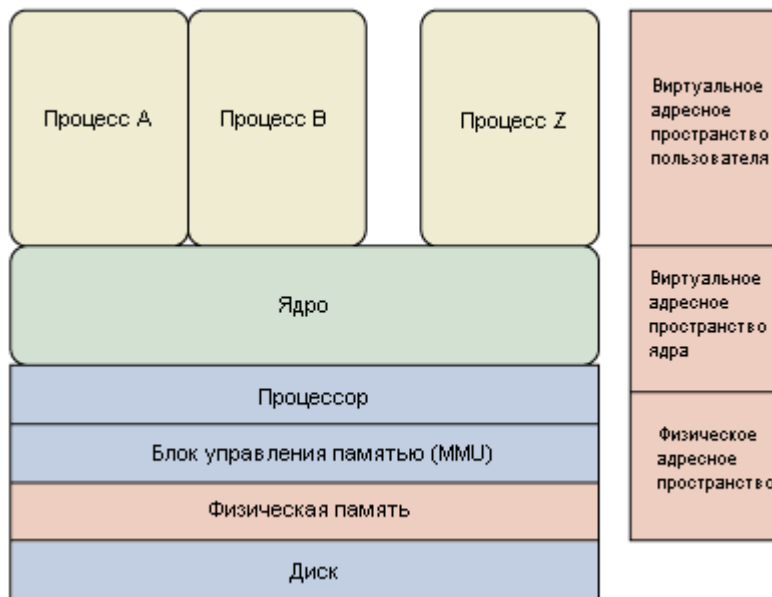 Процесс А
Процесс В
Процесс Z
Виртуальное
адресное
пространство
пользователя
Ядро
Виртуальное
адресное
пространство
ядра
Процессор
Блок управления памятью (MMU)
Физическая память
Диск
Физическое
адресное
пространство